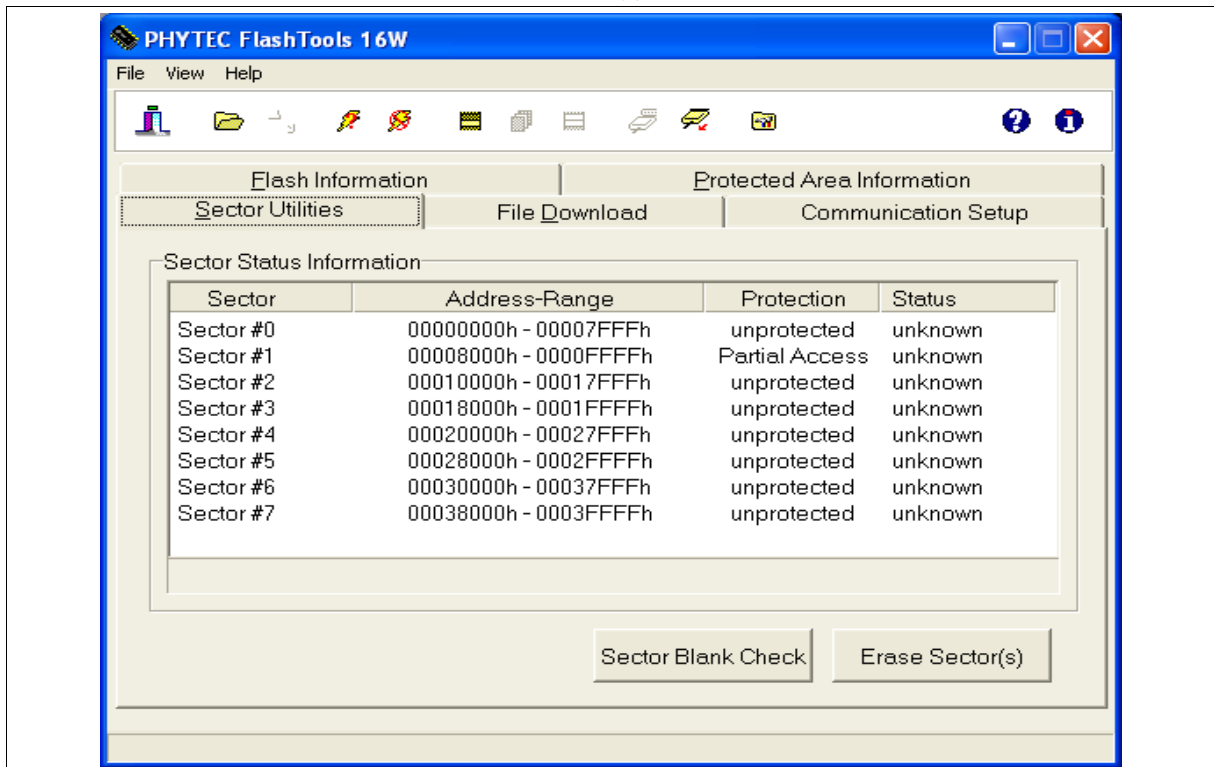 PHYTEC FlashTools 16W
File View Help
Flash Information Protected Area Information
Sector Utilities File Download Communication Setup
Sector Status Information
Sector Address-Range Protection Status
Sector #0 00000000h - 00007FFFh unprotected unknown
Sector #1 00008000h - 0000FFFFh Partial Access unknown
Sector #2 00010000h - 00017FFFh unprotected unknown
Sector #3 00018000h - 0001FFFFh unprotected unknown
Sector #4 00020000h - 00027FFFh unprotected unknown
Sector #5 00028000h - 0002FFFFh unprotected unknown
Sector #6 00030000h - 00037FFFh unprotected unknown
Sector #7 00038000h - 0003FFFFh unprotected unknown
Sector Blank Check Erase Sector(s)